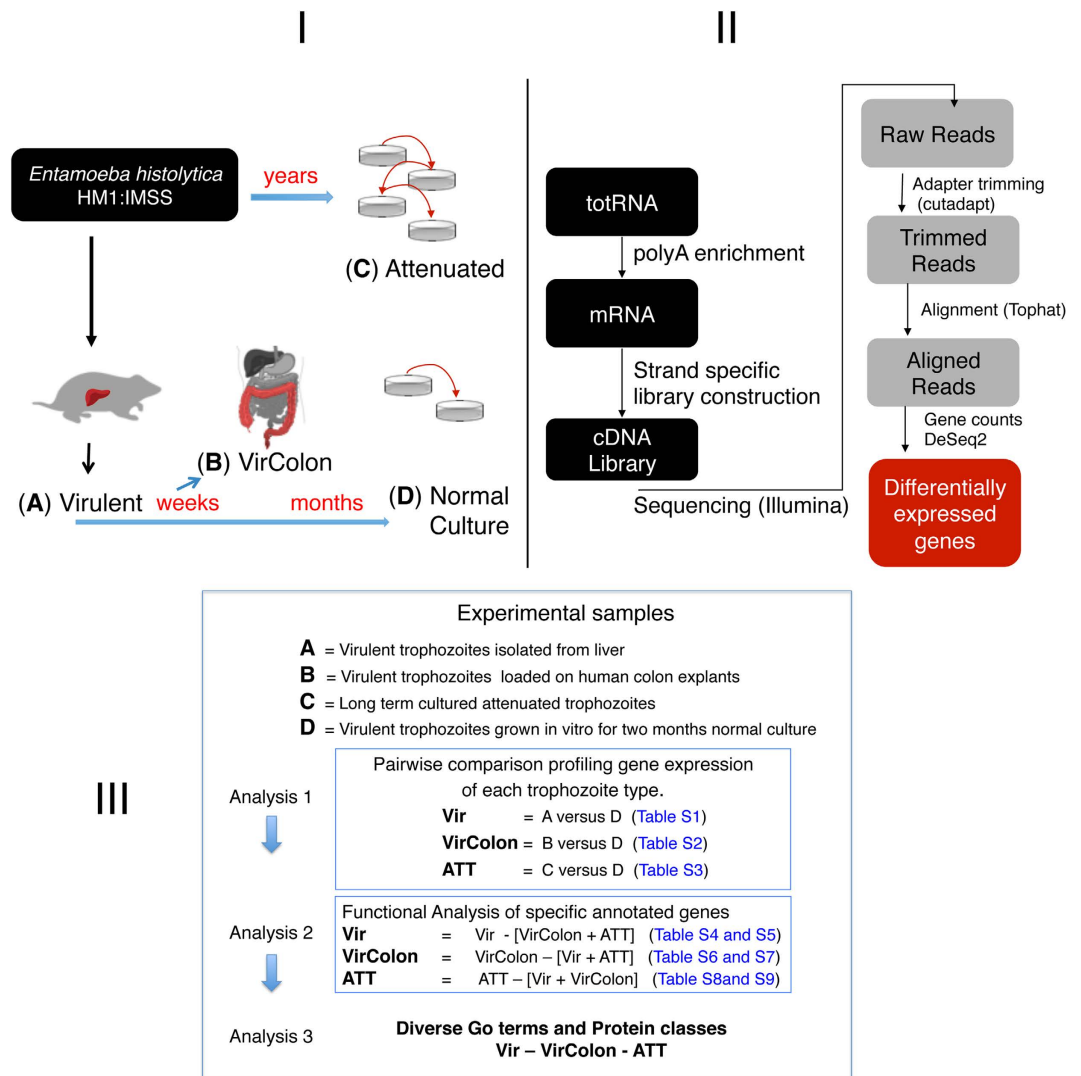 I
Entamoeba histolytica
HM1:IMSS
years
(C) Attenuated
(B) VirColon
(A) Virulent
weeks
months
(D) Normal
Culture
II
totRNA
polyA enrichment
mRNA
Strand specific
library construction
cDNA
Library
Sequencing (Illumina)
Raw Reads
Adapter trimming
(cutadapt)
Trimmed
Reads
Alignment (Tophat)
Aligned
Reads
Gene counts
DeSeq2
Differentially
expressed
genes
III
Experimental samples
A = Virulent trophozoites isolated from liver
B = Virulent trophozoites loaded on human colon explants
C = Long term cultured attenuated trophozoites
D = Virulent trophozoites grown in vitro for two months normal culture
Analysis 1
Pairwise comparison profiling gene expression
of each trophozoite type.
Vir = A versus D (Table S1)
VirColon = B versus D (Table S2)
ATT = C versus D (Table S3)
Analysis 2
Functional Analysis of specific annotated genes
Vir = Vir - [VirColon + ATT] (Table S4 and S5)
VirColon = VirColon – [Vir + ATT] (Table S6 and S7)
ATT = ATT – [Vir + VirColon] (Table S8and S9)
Analysis 3
Diverse Go terms and Protein classes
Vir – VirColon - ATT